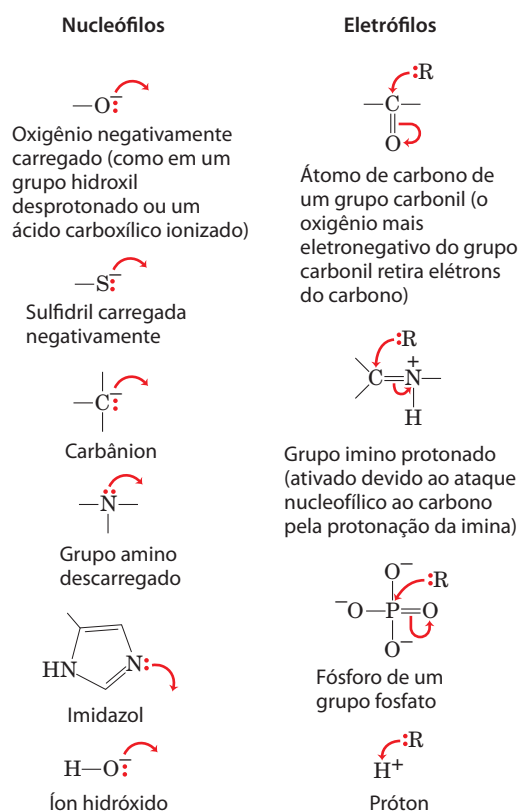 Nucleófilos
—O:⁻
Oxigênio negativamente
carregado (como em um
grupo hidroxil
desprotonado ou um
ácido carboxílico ionizado)
—S:⁻
Sulfidril carregada
negativamente
—C:⁻
Carbânion
—N̈—
Grupo amino
descarregado
HN N:
Imidazol
H—O:⁻
Íon hidróxido
Eletrófilos
:R
—C—
O
Átomo de carbono de
um grupo carbonil (o
oxigênio mais
eletronegativo do grupo
carbonil retira elétrons
do carbono)
:R
C=N⁺—
H
Grupo imino protonado
(ativado devido ao ataque
nucleofílico ao carbono
pela protonação da imina)
O⁻ :R
⁻O—P=O
O⁻
Fósforo de um
grupo fosfato
:R
H⁺
Próton